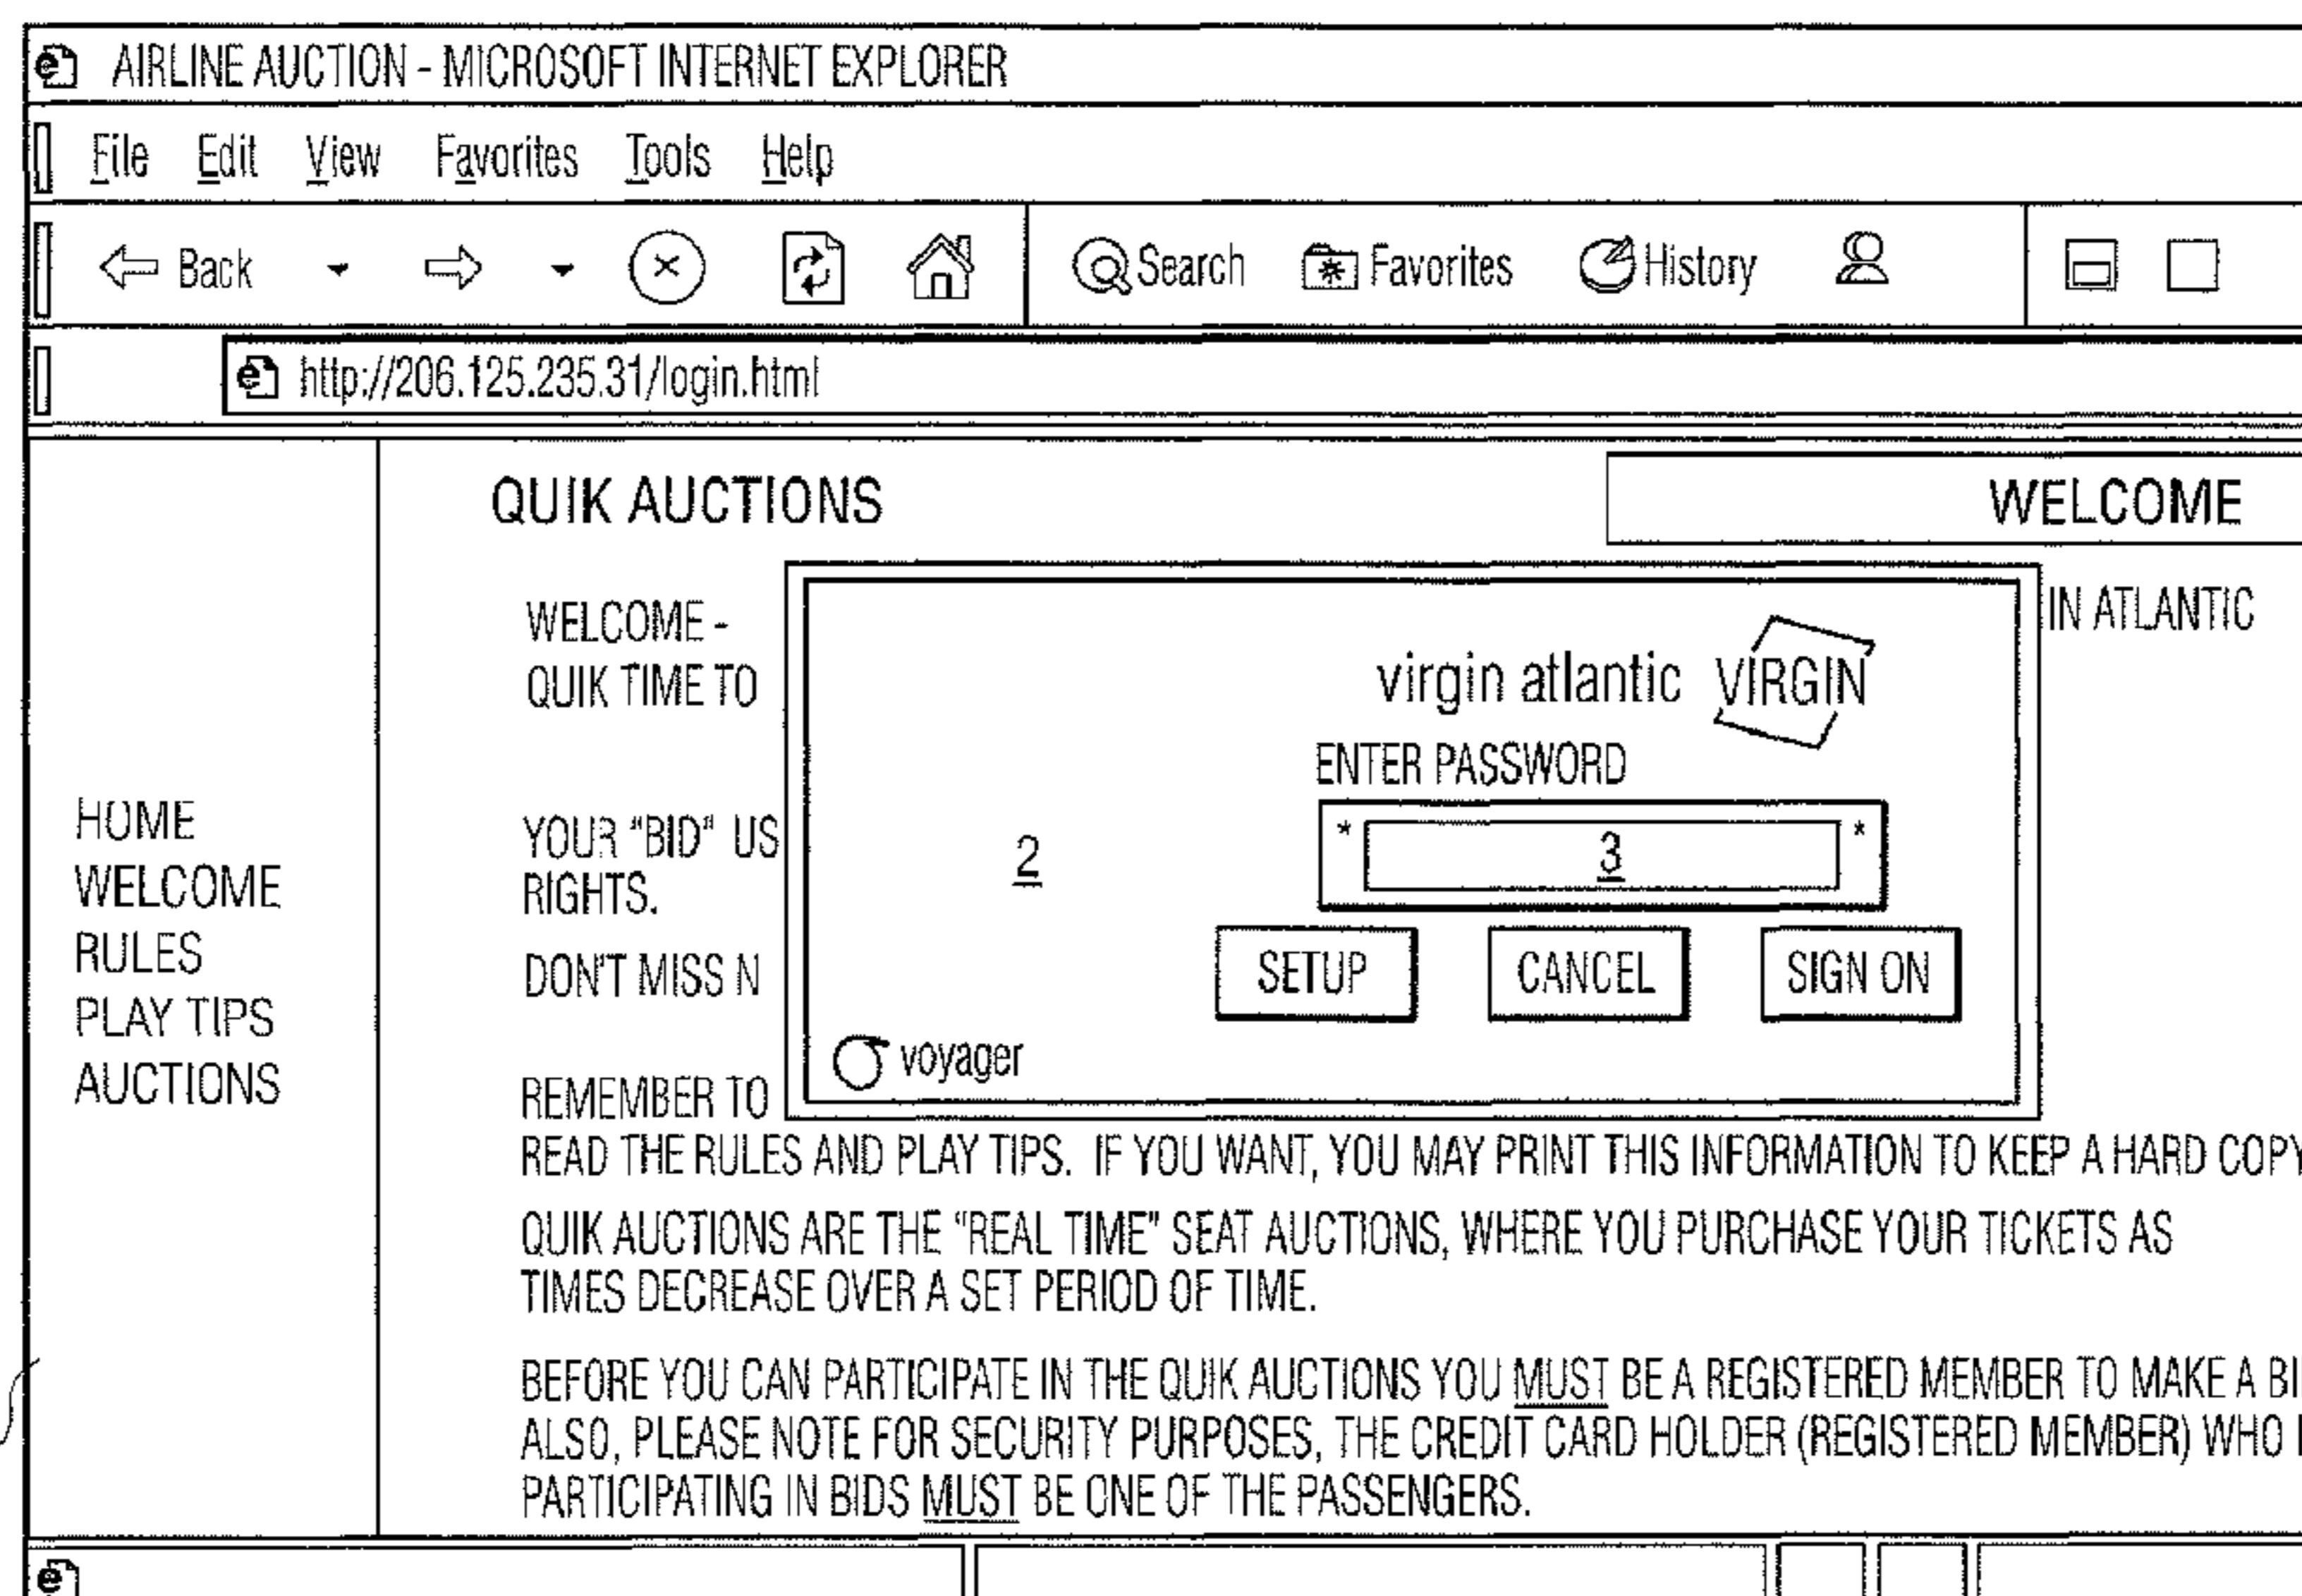 AIRLINE AUCTION - MICROSOFT INTERNET EXPLORER
File Edit View Favorites Tools Help
Back Search Favorites History
http://206.125.235.31/login.html
QUIK AUCTIONS WELCOME
WELCOME - IN ATLANTIC
QUIK TIME TO
virgin atlantic VIRGIN
ENTER PASSWORD
* 3 *
2
HOME
WELCOME
RULES
PLAY TIPS
AUCTIONS
YOUR "BID" US
RIGHTS.
DON'T MISS N
SETUP CANCEL SIGN ON
voyager
REMEMBER TO
READ THE RULES AND PLAY TIPS. IF YOU WANT, YOU MAY PRINT THIS INFORMATION TO KEEP A HARD COPY
QUIK AUCTIONS ARE THE "REAL TIME" SEAT AUCTIONS, WHERE YOU PURCHASE YOUR TICKETS AS
TIMES DECREASE OVER A SET PERIOD OF TIME.
BEFORE YOU CAN PARTICIPATE IN THE QUIK AUCTIONS YOU MUST BE A REGISTERED MEMBER TO MAKE A
ALSO, PLEASE NOTE FOR SECURITY PURPOSES, THE CREDIT CARD HOLDER (REGISTERED MEMBER) WHO
PARTICIPATING IN BIDS MUST BE ONE OF THE PASSENGERS.